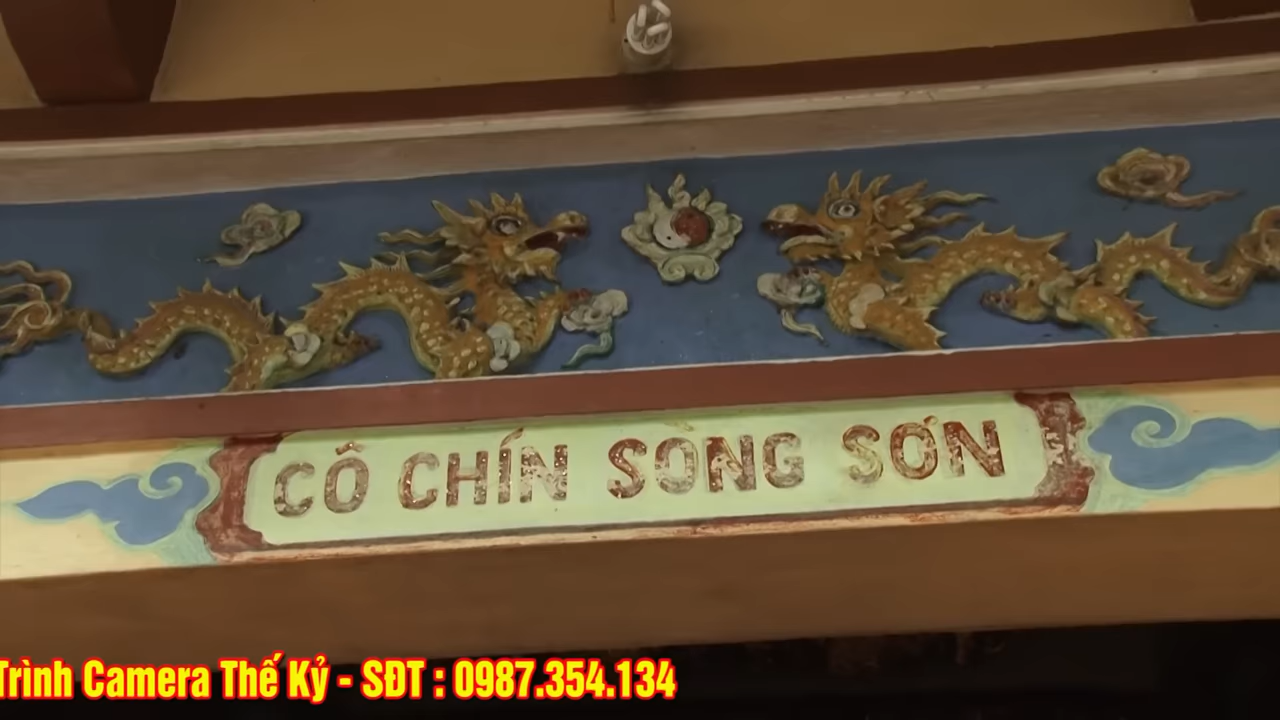 CÔ CHÍN SONG SƠN
Trình Camera Thế Kỷ - SĐT : 0987.354.134